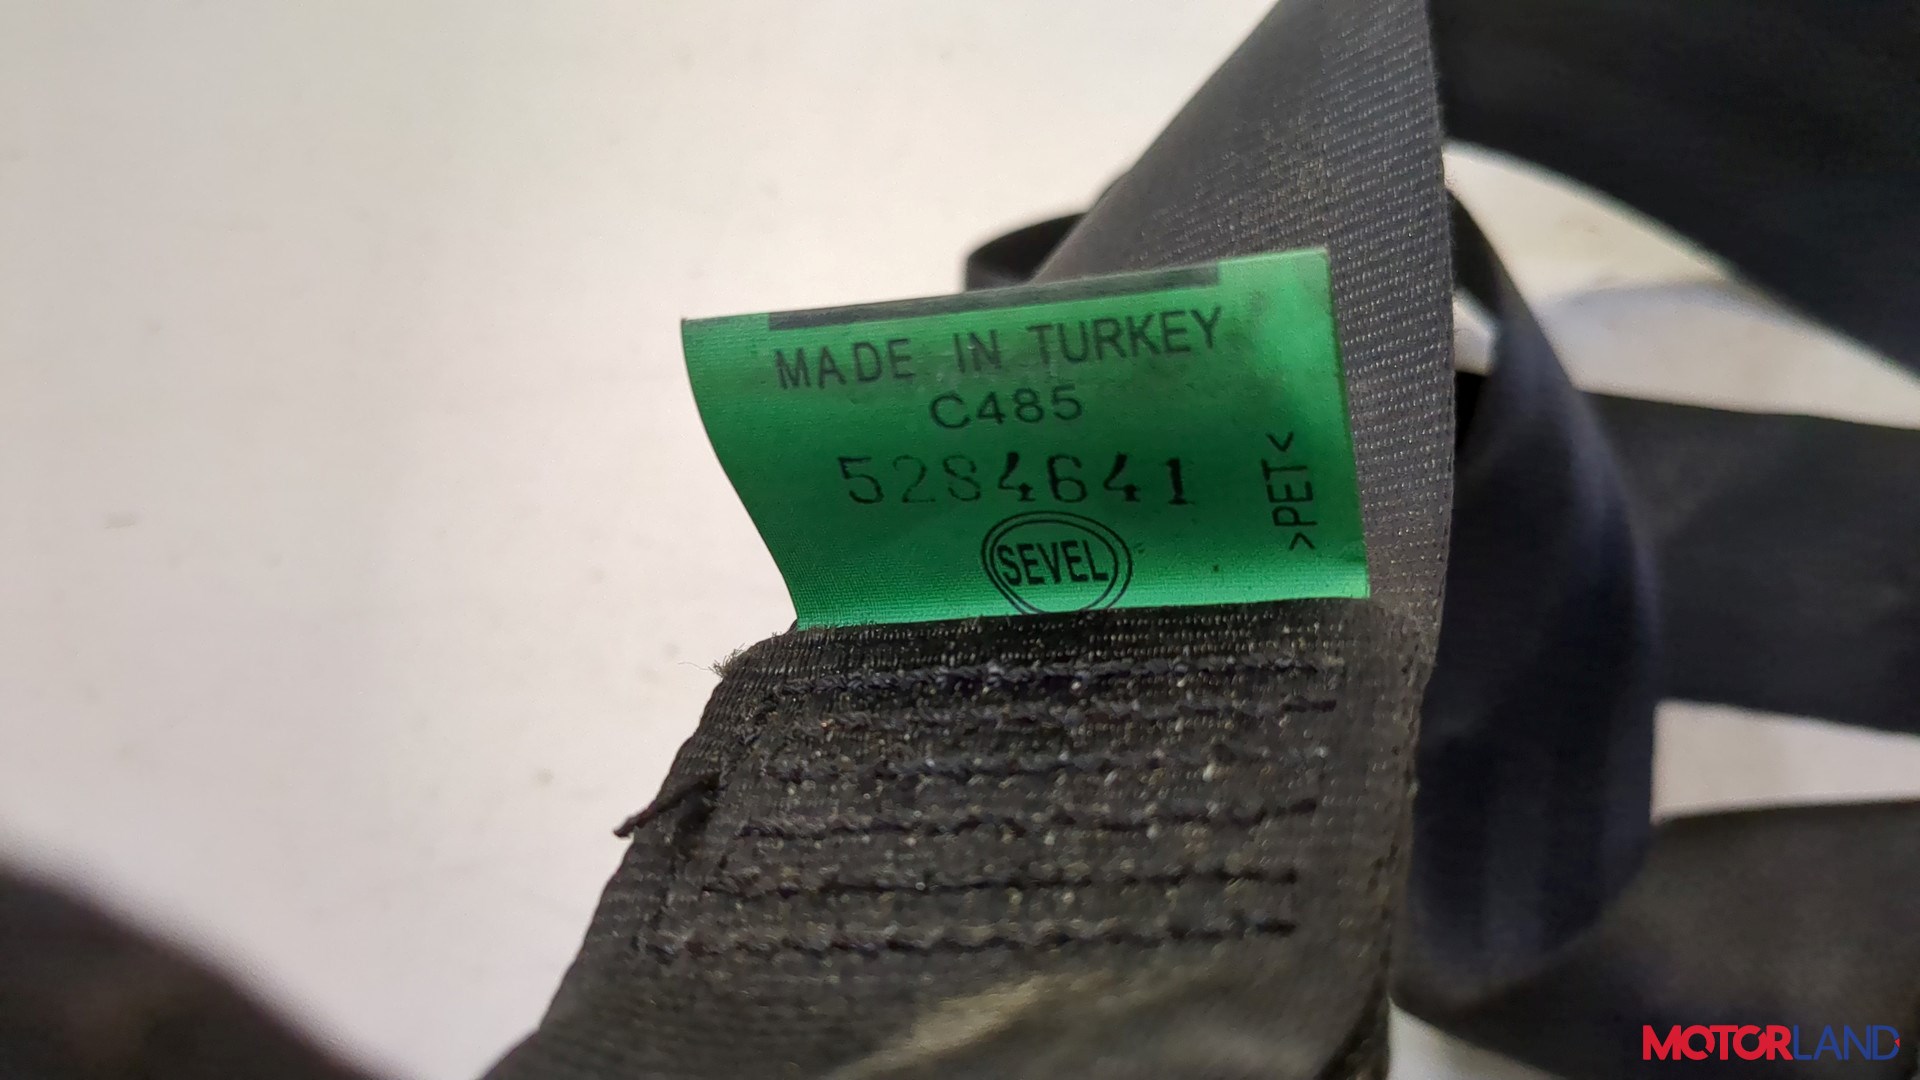 MADE IN TURKEY
C485
5284641
>PET<
SEVEL
MOTORLAND